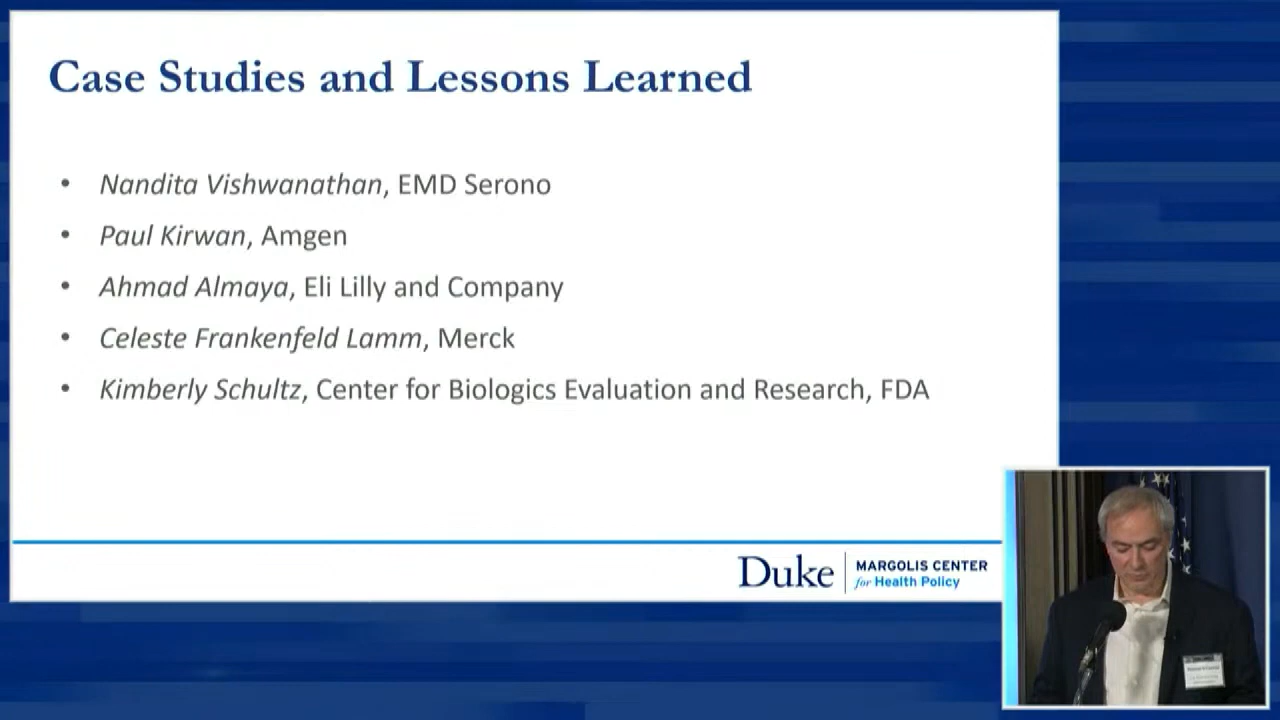 Case Studies and Lessons Learned
• Nandita Vishwanathan, EMD Serono
• Paul Kirwan, Amgen
• Ahmad Almaya, Eli Lilly and Company
• Celeste Frankenfeld Lamm, Merck
• Kimberly Schultz, Center for Biologics Evaluation and Research, FDA
Duke
MARGOLIS CENTER
for Health Policy